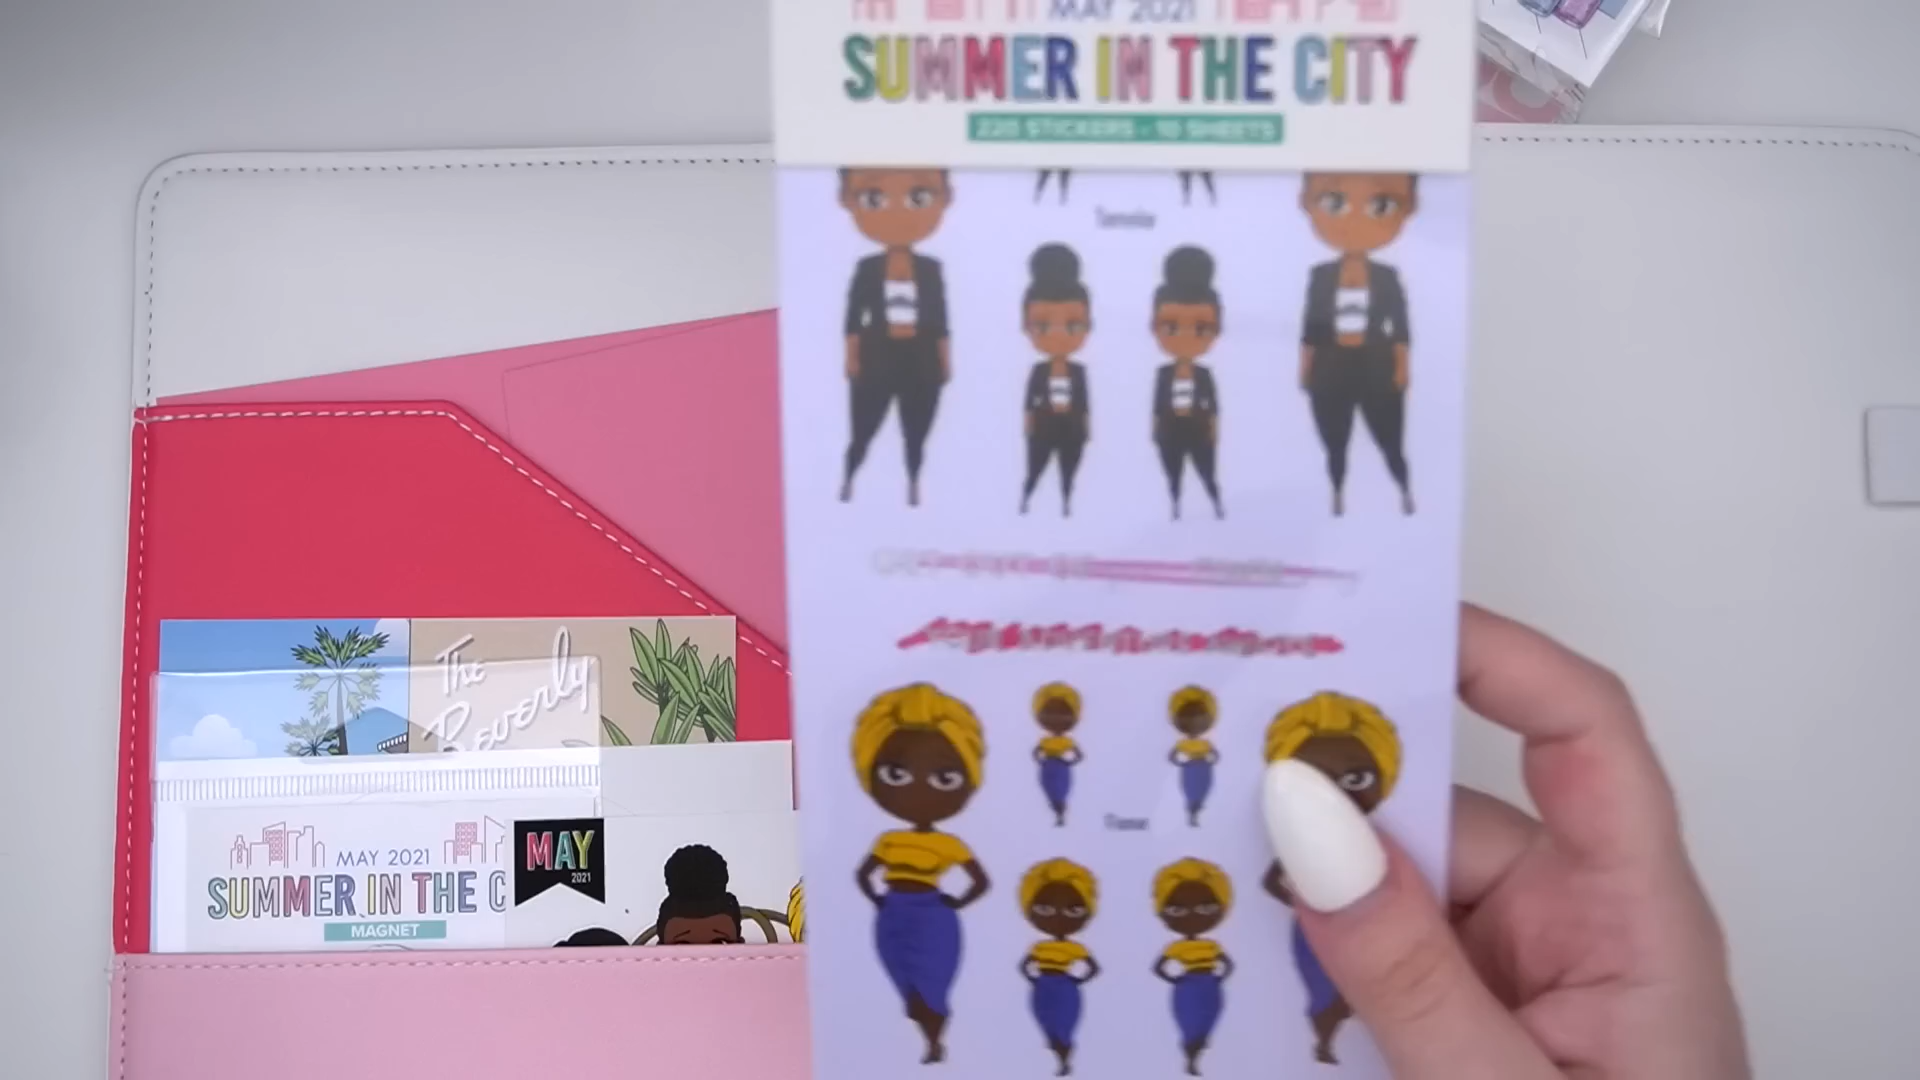 MAY 2021
SUMMER IN THE CITY
220 STICKERS - 10 SHEETS
The
Beverly
MAY 2021
SUMMER IN THE C
MAGNET
MAY
2021